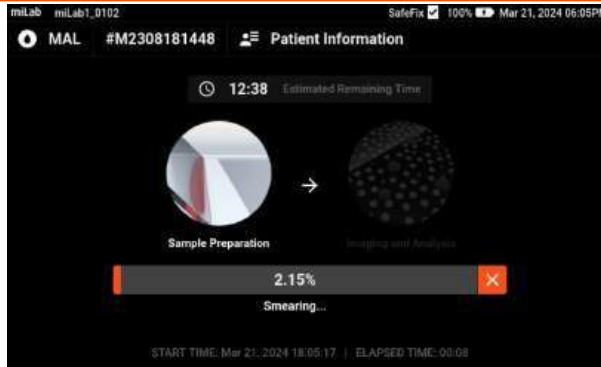 miLab miLab1_0102 SafeFix 100% Mar 21, 2024 06:05PM
MAL #M2308181448 Patient Information
12:38 Estimated Remaining Time
Sample Preparation Imaging and Analysis
2.15%
Smearing...
START TIME: Mar 21, 2024 18:05:17 | ELAPSED TIME: 00:08